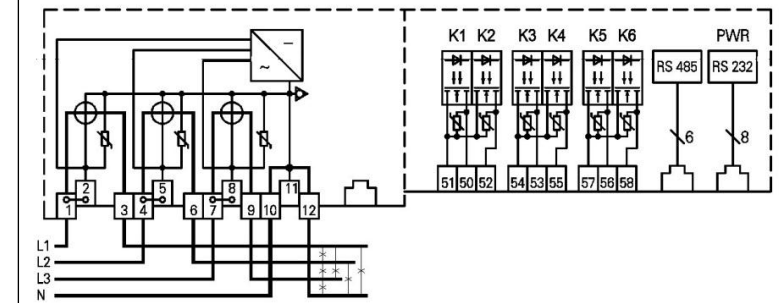 K1 K2 K3 K4 K5 K6 PWR
RS 485 RS 232
6 8
2 5 8 11
51 50 52 54 53 55 57 56 58
1 3 4 6 7 9 10 12
L1
L2
L3
N